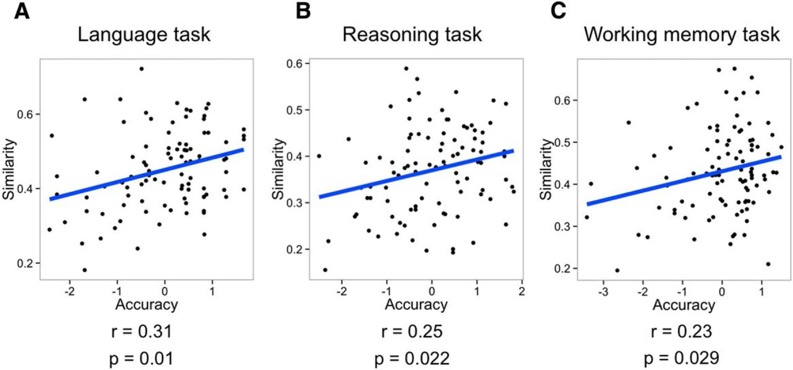 A
Language task
Similarity
0.6
0.4
0.2
-2
-1
0
1
Accuracy
r = 0.31
p = 0.01
B
Reasoning task
Similarity
0.6
0.5
0.4
0.3
0.2
-2
-1
0
1
2
Accuracy
r = 0.25
p = 0.022
C
Working memory task
Similarity
0.6
0.5
0.4
0.3
0.2
-3
-2
-1
0
1
Accuracy
r = 0.23
p = 0.029